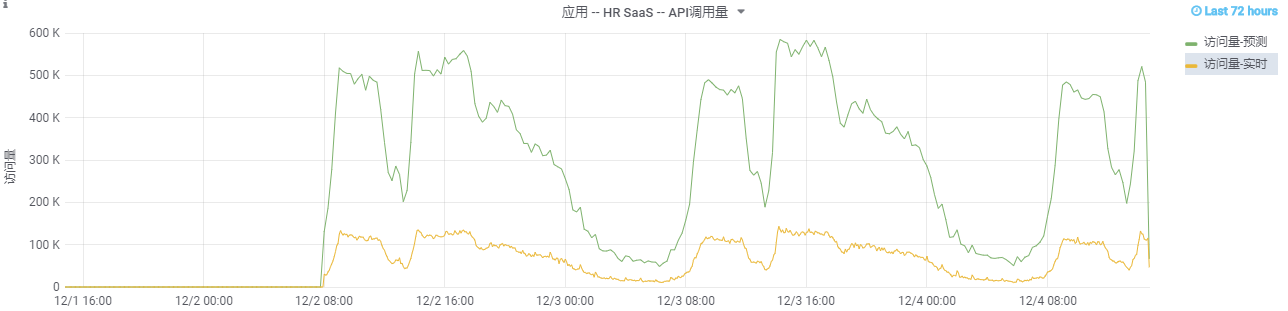 i
应用 -- HR SaaS -- API调用量
Last 72 hours
访问量-预测
访问量-实时
访问量
600 K
500 K
400 K
300 K
200 K
100 K
0
12/1 16:00
12/2 00:00
12/2 08:00
12/2 16:00
12/3 00:00
12/3 08:00
12/3 16:00
12/4 00:00
12/4 08:00